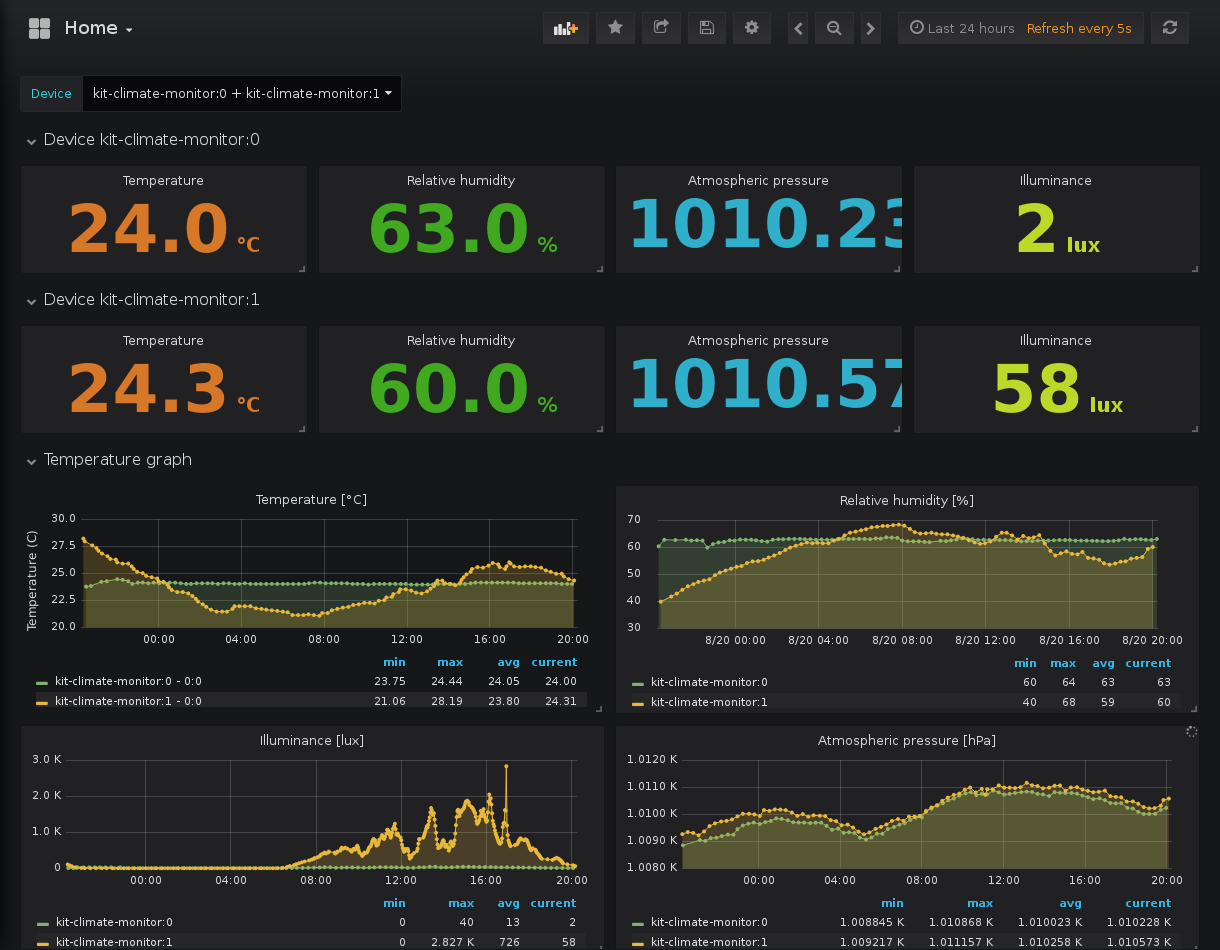 Home
Last 24 hours Refresh every 5s
Device kit-climate-monitor:0 + kit-climate-monitor:1
Device kit-climate-monitor:0
Temperature
24.0 °C
Relative humidity
63.0 %
Atmospheric pressure
1010.23
Illuminance
2 lux
Device kit-climate-monitor:1
Temperature
24.3 °C
Relative humidity
60.0 %
Atmospheric pressure
1010.57
Illuminance
58 lux
Temperature graph
Temperature [°C]
Temperature (C)
30.0
27.5
25.0
22.5
20.0
00:00 04:00 08:00 12:00 16:00 20:00
min max avg current
kit-climate-monitor:0 - 0:0 23.75 24.44 24.05 24.00
kit-climate-monitor:1 - 0:0 21.06 28.19 23.80 24.31
Relative humidity [%]
70
60
50
40
30
8/20 00:00 8/20 04:00 8/20 08:00 8/20 12:00 8/20 16:00 8/20 20:00
min max avg current
kit-climate-monitor:0 60 64 63 63
kit-climate-monitor:1 40 68 59 60
Illuminance [lux]
3.0 K
2.0 K
1.0 K
0
00:00 04:00 08:00 12:00 16:00 20:00
min max avg current
kit-climate-monitor:0 0 40 13 2
kit-climate-monitor:1 0 2.827 K 726 58
Atmospheric pressure [hPa]
1.0120 K
1.0110 K
1.0100 K
1.0090 K
1.0080 K
00:00 04:00 08:00 12:00 16:00 20:00
min max avg current
kit-climate-monitor:0 1.008845 K 1.010868 K 1.010023 K 1.010228 K
kit-climate-monitor:1 1.009217 K 1.011157 K 1.010258 K 1.010573 K